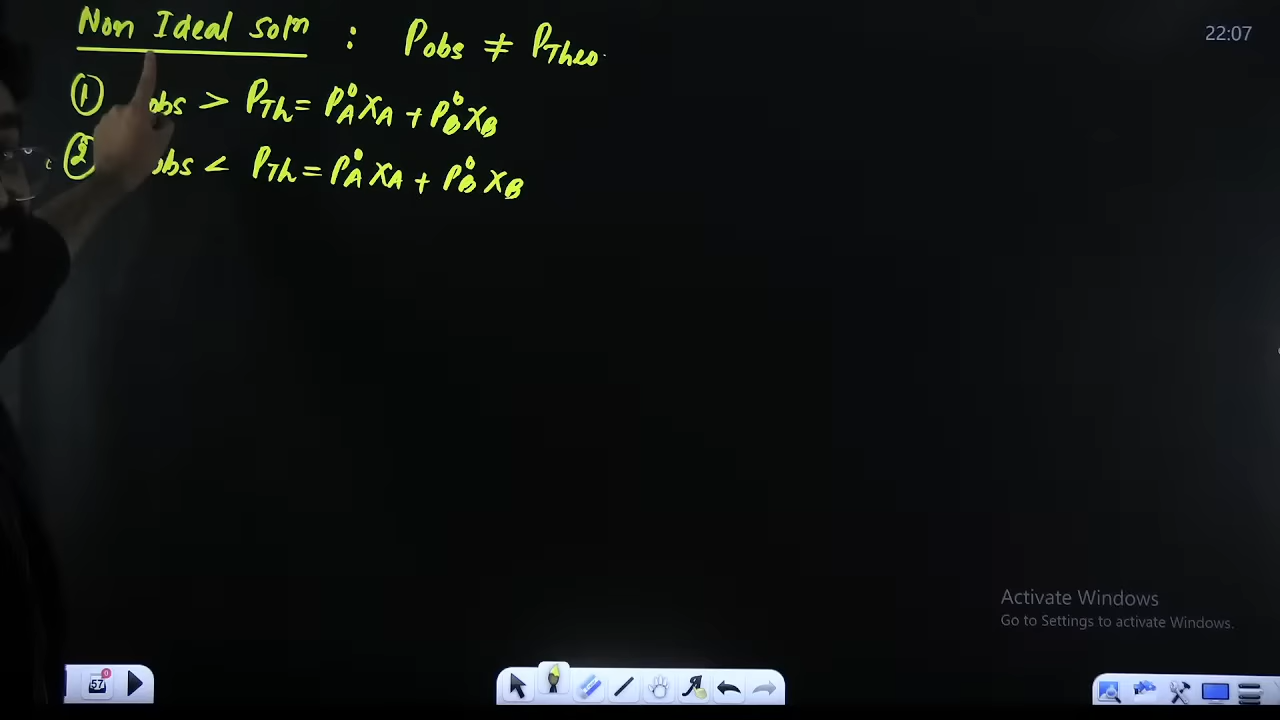 Non Ideal Soln : Pobs ≠ PTheo.
22:07
① obs > PTh = P°A XA + P°B XB
② obs < PTh = P°A XA + P°B XB
Activate Windows
Go to Settings to activate Windows.
57